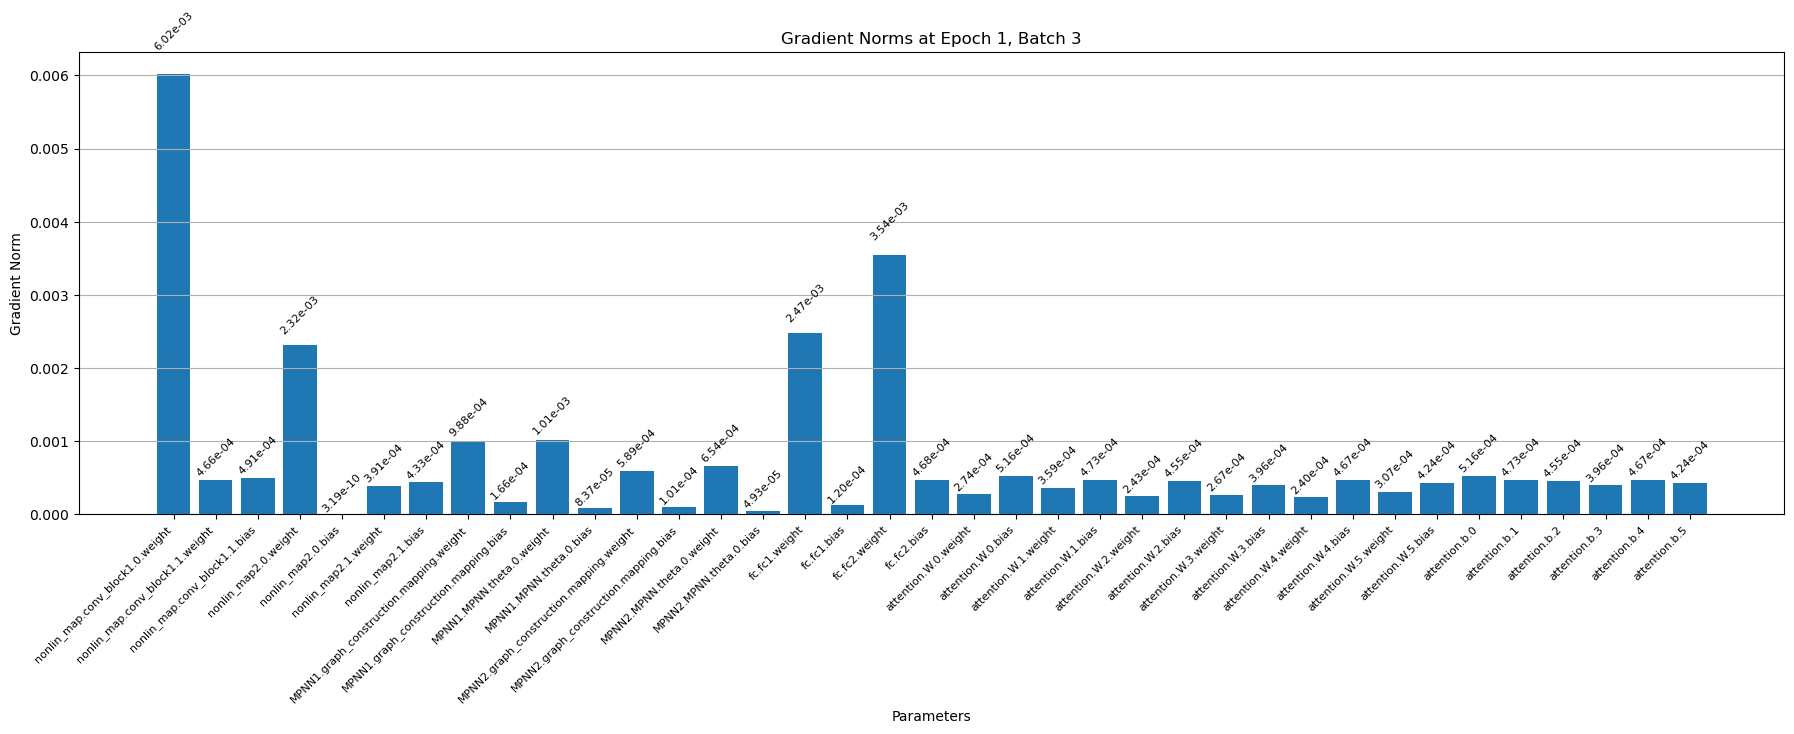 Gradient Norms at Epoch 1, Batch 3
Gradient Norm
0.006
0.005
0.004
0.003
0.002
0.001
0.000
6.02e-03
4.66e-04
4.91e-04
2.32e-03
3.19e-10
3.91e-04
4.33e-04
9.88e-04
1.66e-04
1.01e-03
8.37e-05
5.89e-04
1.01e-04
6.54e-04
4.93e-05
2.47e-03
1.20e-04
3.54e-03
4.68e-04
2.74e-04
5.16e-04
3.59e-04
4.73e-04
2.43e-04
4.55e-04
2.67e-04
3.96e-04
2.40e-04
4.67e-04
3.07e-04
4.24e-04
5.16e-04
4.73e-04
4.55e-04
3.96e-04
4.67e-04
4.24e-04
nonlin_map.conv_block1.0.weight
nonlin_map.conv_block1.1.weight
nonlin_map.conv_block1.1.bias
nonlin_map2.0.weight
nonlin_map2.0.bias
nonlin_map2.1.weight
nonlin_map2.1.bias
MPNN1.graph_construction.mapping.weight
MPNN1.graph_construction.mapping.bias
MPNN1.MPNN.theta.0.weight
MPNN1.MPNN.theta.0.bias
MPNN2.graph_construction.mapping.weight
MPNN2.graph_construction.mapping.bias
MPNN2.MPNN.theta.0.weight
MPNN2.MPNN.theta.0.bias
fc.fc1.weight
fc.fc1.bias
fc.fc2.weight
fc.fc2.bias
attention.W.0.weight
attention.W.0.bias
attention.W.1.weight
attention.W.1.bias
attention.W.2.weight
attention.W.2.bias
attention.W.3.weight
attention.W.3.bias
attention.W.4.weight
attention.W.4.bias
attention.W.5.weight
attention.W.5.bias
attention.b.0
attention.b.1
attention.b.2
attention.b.3
attention.b.4
attention.b.5
Parameters